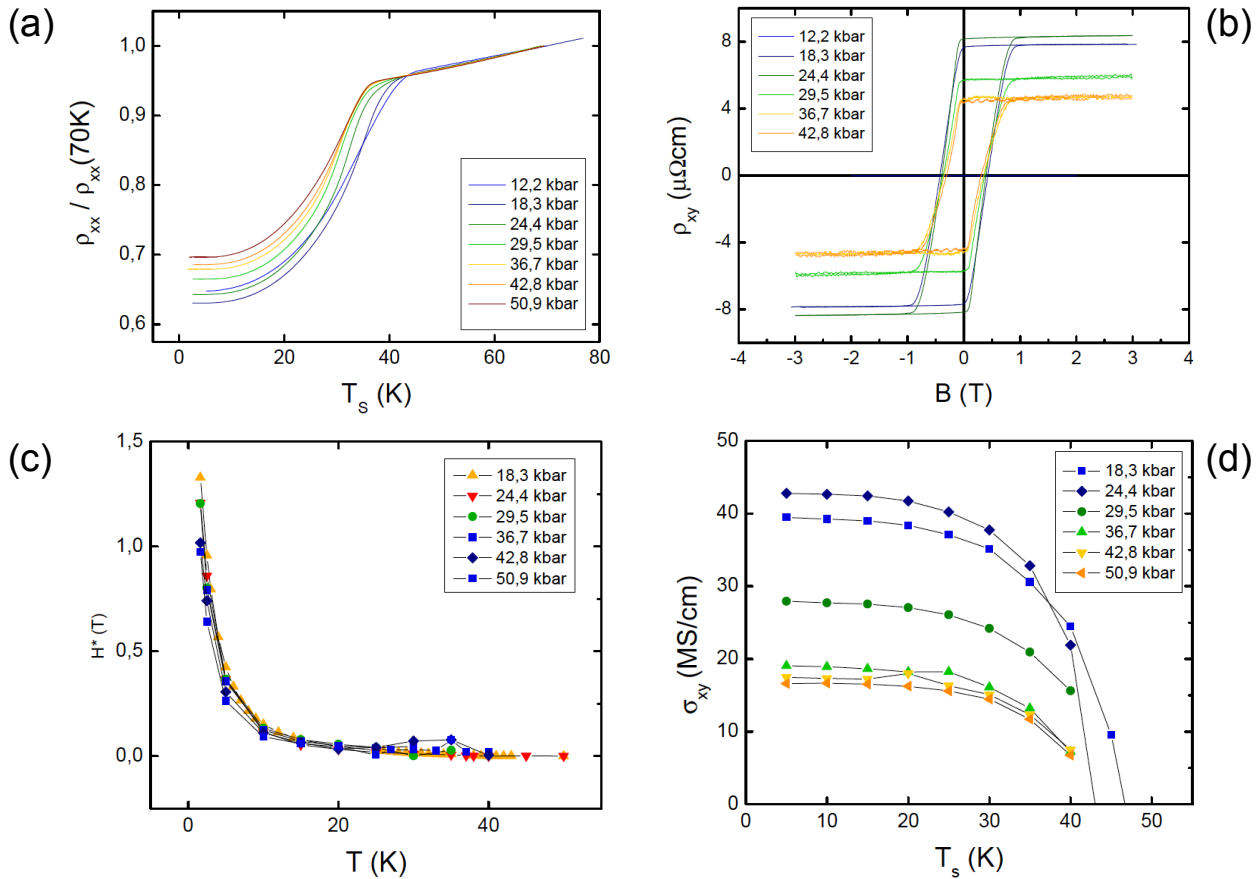 (a)
1,0
0,9
0,8
0,7
0,6
ρxx / ρxx(70K)
12,2 kbar
18,3 kbar
24,4 kbar
29,5 kbar
36,7 kbar
42,8 kbar
50,9 kbar
0 20 40 60 80
TS (K)
(b)
8
4
0
-4
-8
ρxy (μΩcm)
12,2 kbar
18,3 kbar
24,4 kbar
29,5 kbar
36,7 kbar
42,8 kbar
-4 -3 -2 -1 0 1 2 3 4
B (T)
(c)
1,5
1,0
0,5
0,0
H* (T)
18,3 kbar
24,4 kbar
29,5 kbar
36,7 kbar
42,8 kbar
50,9 kbar
0 20 40
T (K)
(d)
50
40
30
20
10
0
σxy (MS/cm)
18,3 kbar
24,4 kbar
29,5 kbar
36,7 kbar
42,8 kbar
50,9 kbar
0 10 20 30 40 50
Ts (K)